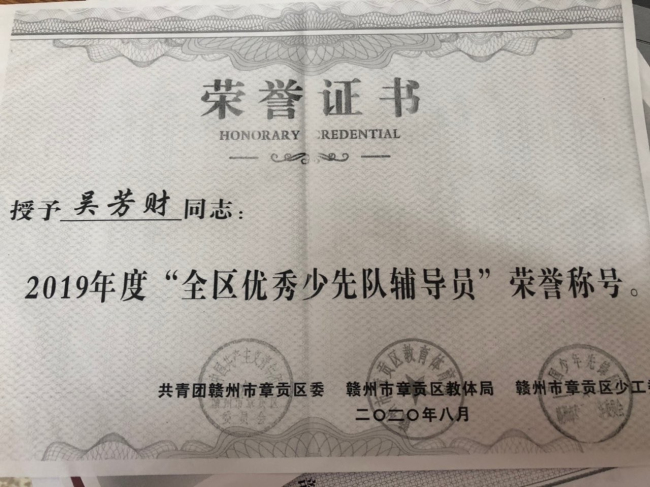 荣誉证书
HONORARY CREDENTIAL
授予 吴芳财 同志：
2019年度“全区优秀少先队辅导员”荣誉称号。
共青团赣州市章贡区委 赣州市章贡区教体局 赣州市章贡区少工
二〇二〇年八月